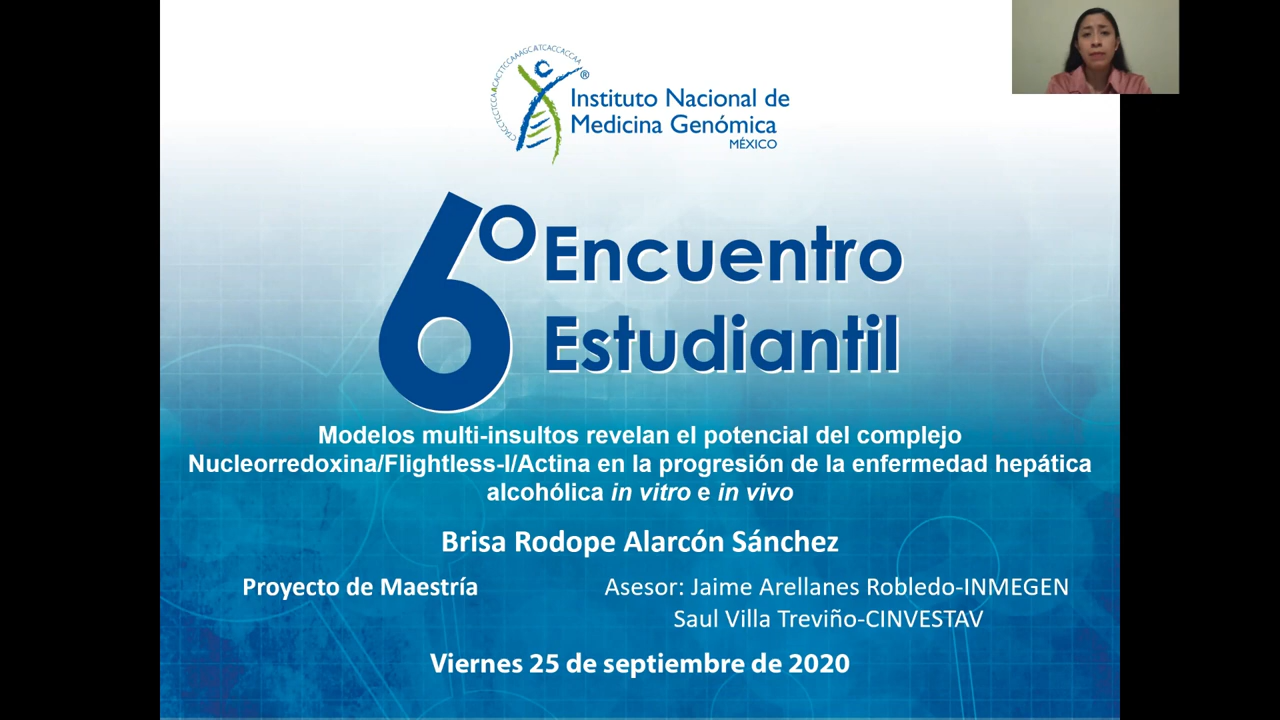 Instituto Nacional de
Medicina Genómica
MÉXICO
®
6° Encuentro
Estudiantil
Modelos multi-insultos revelan el potencial del complejo
Nucleorredoxina/Flightless-I/Actina en la progresión de la enfermedad hepática
alcohólica in vitro e in vivo
Brisa Rodope Alarcón Sánchez
Proyecto de Maestría
Asesor: Jaime Arellanes Robledo-INMEGEN
Saul Villa Treviño-CINVESTAV
Viernes 25 de septiembre de 2020